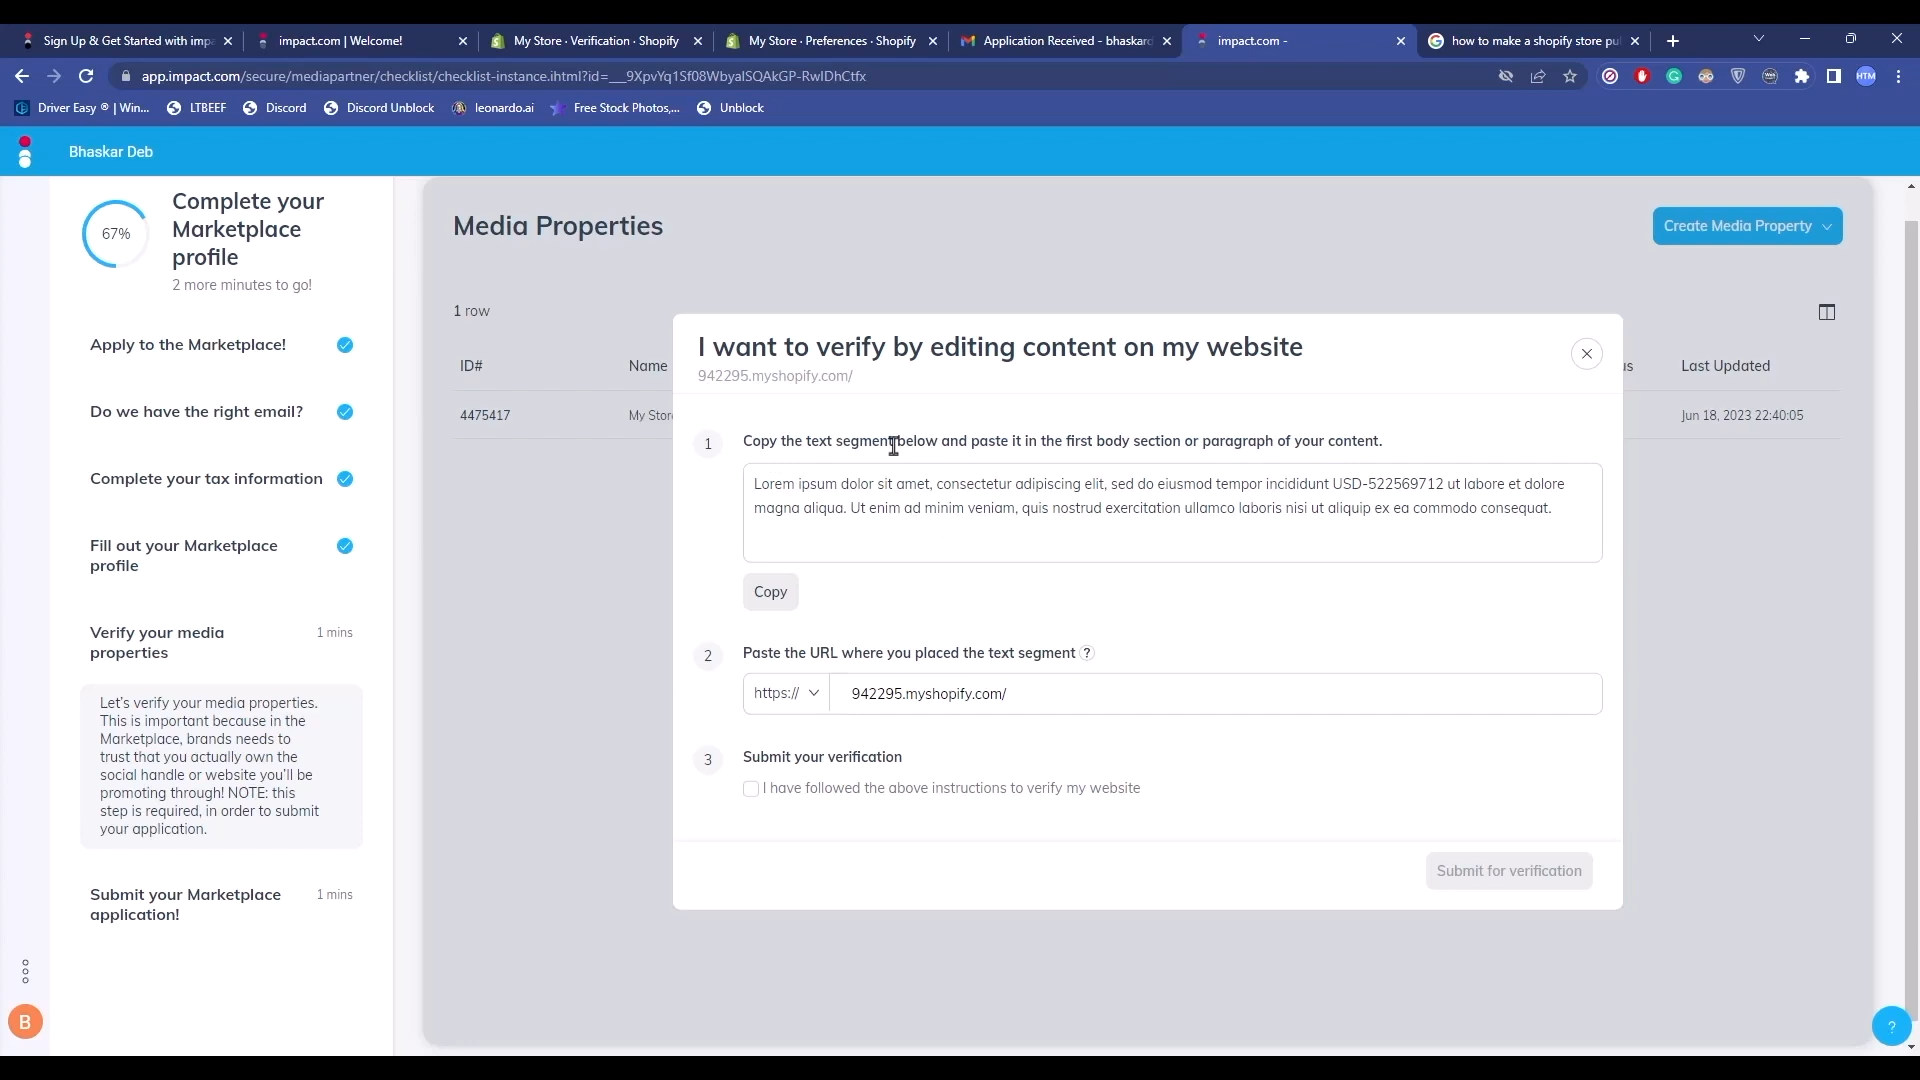 Sign Up & Get Started with imp
impact.com | Welcome!
My Store · Verification · Shopify
My Store · Preferences · Shopify
Application Received - bhaskard
impact.com -
how to make a shopify store pu
app.impact.com/secure/mediapartner/checklist/checklist-instance.ihtml?id=___9XpvYq1Sf08WbyalSQAkGP-RwIDhCtfx
HTM
Driver Easy ® | Win...
LTBEEF
Discord
Discord Unblock
leonardo.ai
Free Stock Photos,...
Unblock
Bhaskar Deb
67%
Complete your
Marketplace
profile
2 more minutes to go!
Apply to the Marketplace!
Do we have the right email?
Complete your tax information
Fill out your Marketplace
profile
Verify your media
properties
1 mins
Let's verify your media properties.
This is important because in the
Marketplace, brands needs to
trust that you actually own the
social handle or website you'll be
promoting through! NOTE: this
step is required, in order to submit
your application.
Submit your Marketplace
application!
1 mins
B
Media Properties
Create Media Property
1 row
ID#
Name
us
Last Updated
4475417
My Store
Jun 18, 2023 22:40:05
I want to verify by editing content on my website
942295.myshopify.com/
1
Copy the text segment below and paste it in the first body section or paragraph of your content.
Lorem ipsum dolor sit amet, consectetur adipiscing elit, sed do eiusmod tempor incididunt USD-522569712 ut labore et dolore
magna aliqua. Ut enim ad minim veniam, quis nostrud exercitation ullamco laboris nisi ut aliquip ex ea commodo consequat.
Copy
2
Paste the URL where you placed the text segment ?
https://
942295.myshopify.com/
3
Submit your verification
I have followed the above instructions to verify my website
Submit for verification
?